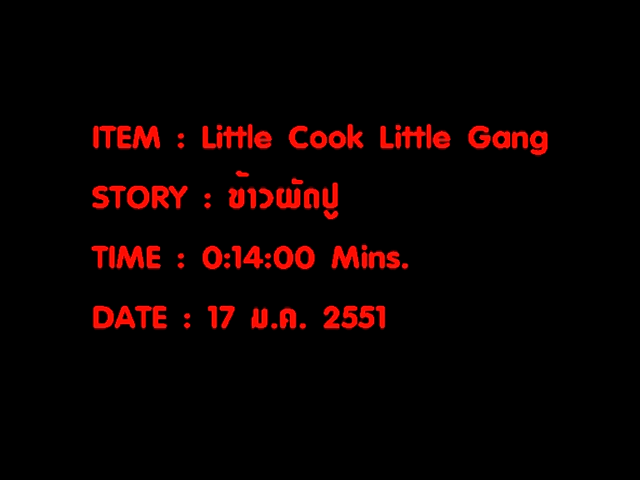 ITEM : Little Cook Little Gang
STORY : ข้าวผัดปู
TIME : 0:14:00 Mins.
DATE : 17 ม.ค. 2551